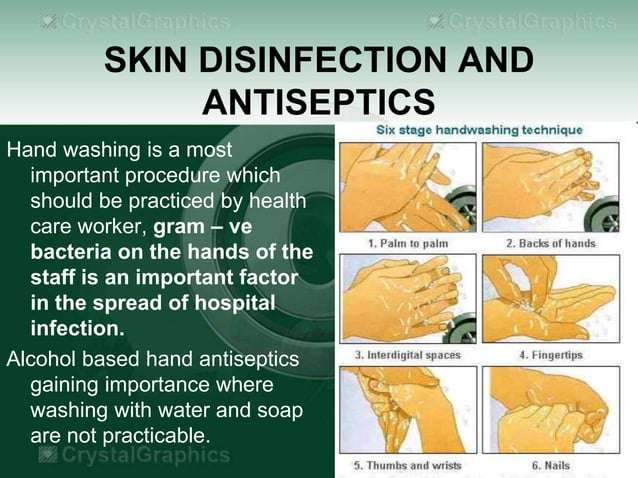 CrystalGraphics
CrystalGraphics
SKIN DISINFECTION AND
ANTISEPTICS
Hand washing is a most
important procedure which
should be practiced by health
care worker, gram – ve
bacteria on the hands of the
staff is an important factor
in the spread of hospital
infection.
Alcohol based hand antiseptics
gaining importance where
washing with water and soap
are not practicable.
CrystalGraphics
Six stage handwashing technique
1. Palm to palm
2. Backs of hands
3. Interdigital spaces
4. Fingertips
5. Thumbs and wrists
6. Nails